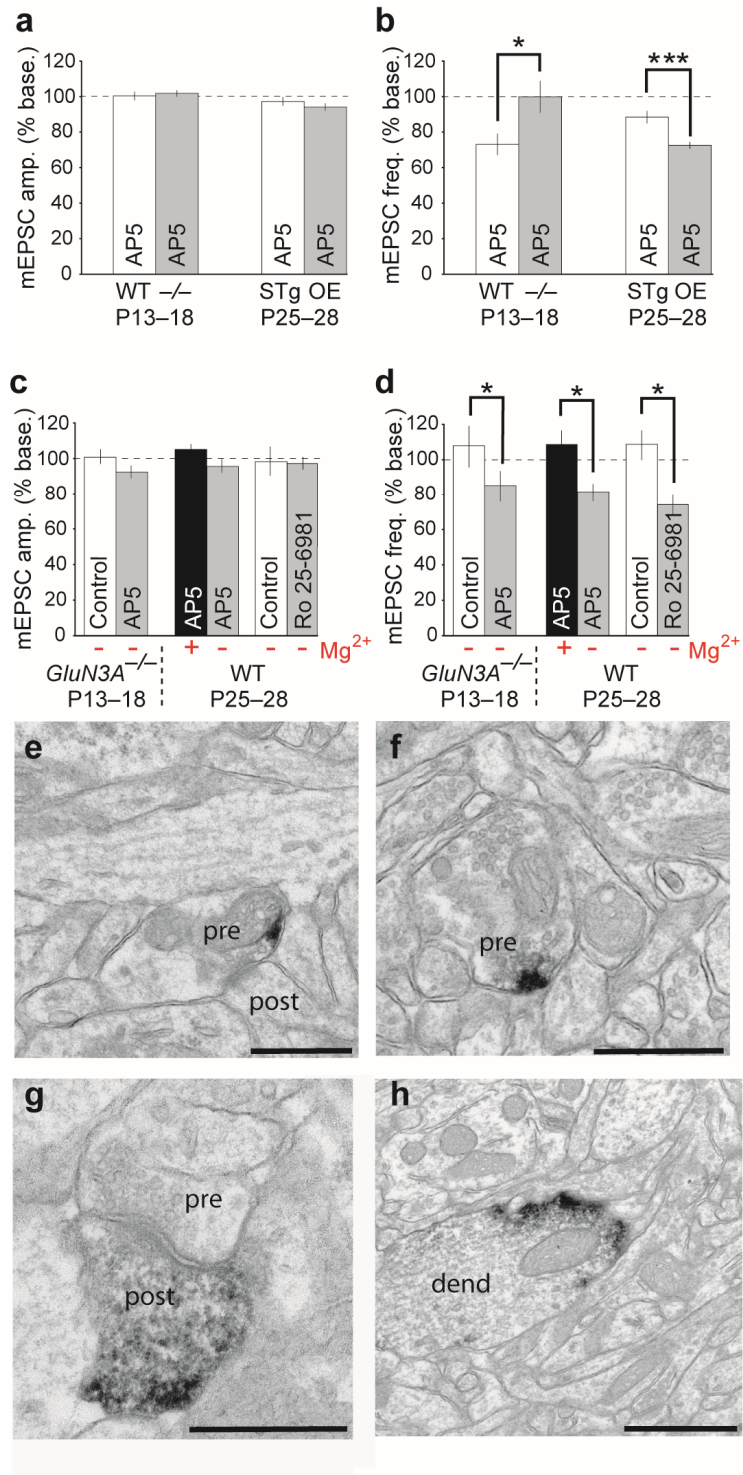 a
mEPSC amp. (% base.)
120
100
80
60
40
20
0
AP5
AP5
AP5
AP5
WT –/–
P13–18
STg OE
P25–28
b
mEPSC freq. (% base.)
120
100
80
60
40
20
0
*
***
AP5
AP5
AP5
AP5
WT –/–
P13–18
STg OE
P25–28
c
mEPSC amp. (% base.)
120
100
80
60
40
20
0
Control
AP5
AP5
AP5
Control
Ro 25-6981
- - + - - - Mg2+
GluN3A–/–
P13–18
WT
P25–28
d
mEPSC freq. (% base.)
120
100
80
60
40
20
0
*
*
*
Control
AP5
AP5
AP5
Control
Ro 25-6981
- - + - - - Mg2+
GluN3A–/–
P13–18
WT
P25–28
e
pre
post
f
pre
g
pre
post
h
dend